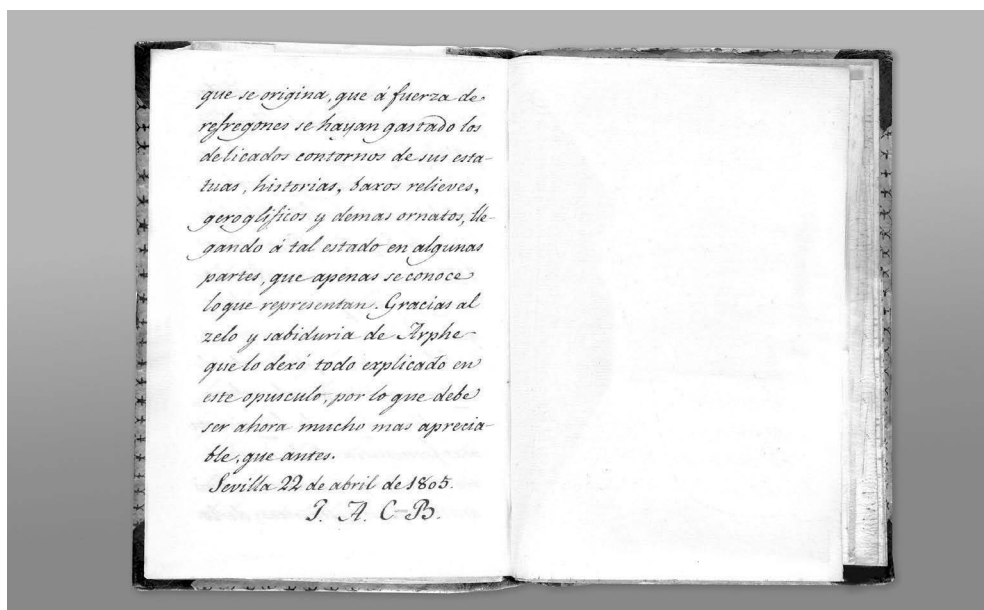 que se origina, que á fuerza de
refregones se hayan gastado los
delicados contornos de sus esta-
tuas, historias, baxos relieves,
geroglificos y demas ornatos, lle-
gando á tal estado en algunas
partes, que apenas se conoce
lo que representan. Gracias al
zelo y sabiduria de Arphe
que lo dexó todo explicado en
este opusculo, por lo que debe
ser ahora mucho mas aprecia-
ble, que antes.
Sevilla 22 de abril de 1805.
J. A. C-B.